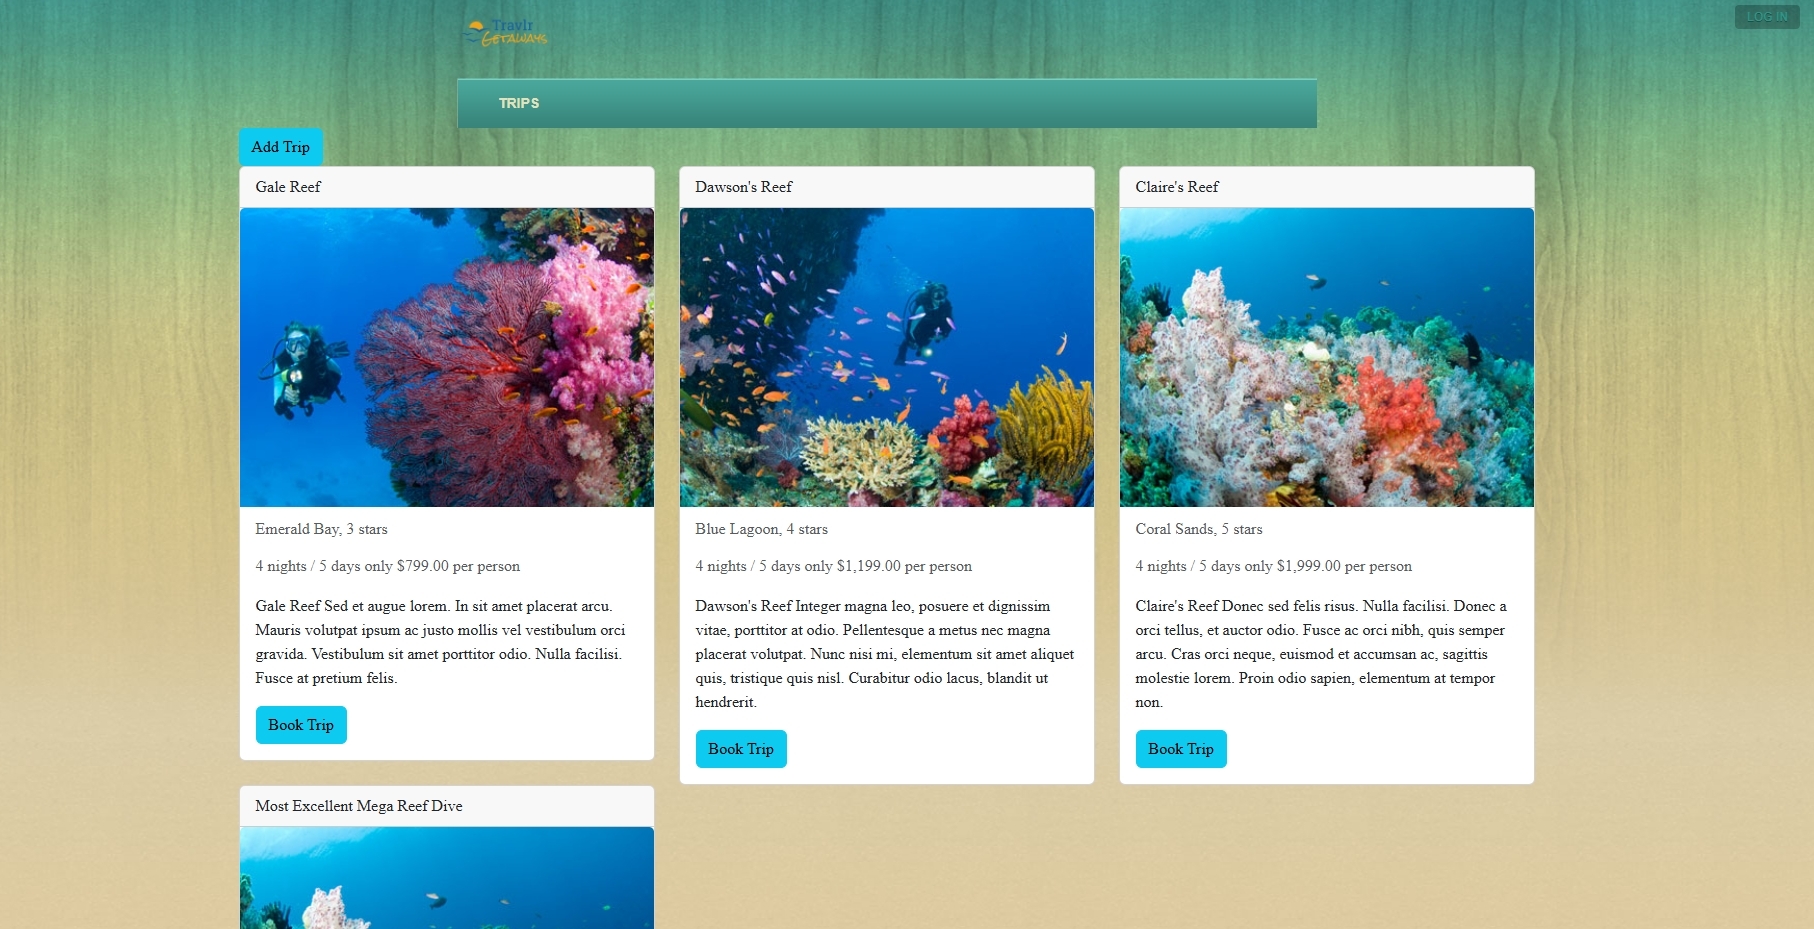 Travlr
GETAWAYS
LOG IN
TRIPS
Add Trip
Gale Reef
Emerald Bay, 3 stars
4 nights / 5 days only $799.00 per person
Gale Reef Sed et augue lorem. In sit amet placerat arcu.
Mauris volutpat ipsum ac justo mollis vel vestibulum orci
gravida. Vestibulum sit amet porttitor odio. Nulla facilisi.
Fusce at pretium felis.
Book Trip
Dawson's Reef
Blue Lagoon, 4 stars
4 nights / 5 days only $1,199.00 per person
Dawson's Reef Integer magna leo, posuere et dignissim
vitae, porttitor at odio. Pellentesque a metus nec magna
placerat volutpat. Nunc nisi mi, elementum sit amet aliquet
quis, tristique quis nisl. Curabitur odio lacus, blandit ut
hendrerit.
Book Trip
Claire's Reef
Coral Sands, 5 stars
4 nights / 5 days only $1,999.00 per person
Claire's Reef Donec sed felis risus. Nulla facilisi. Donec a
orci tellus, et auctor odio. Fusce ac orci nibh, quis semper
arcu. Cras orci neque, euismod et accumsan ac, sagittis
molestie lorem. Proin odio sapien, elementum at tempor
non.
Book Trip
Most Excellent Mega Reef Dive